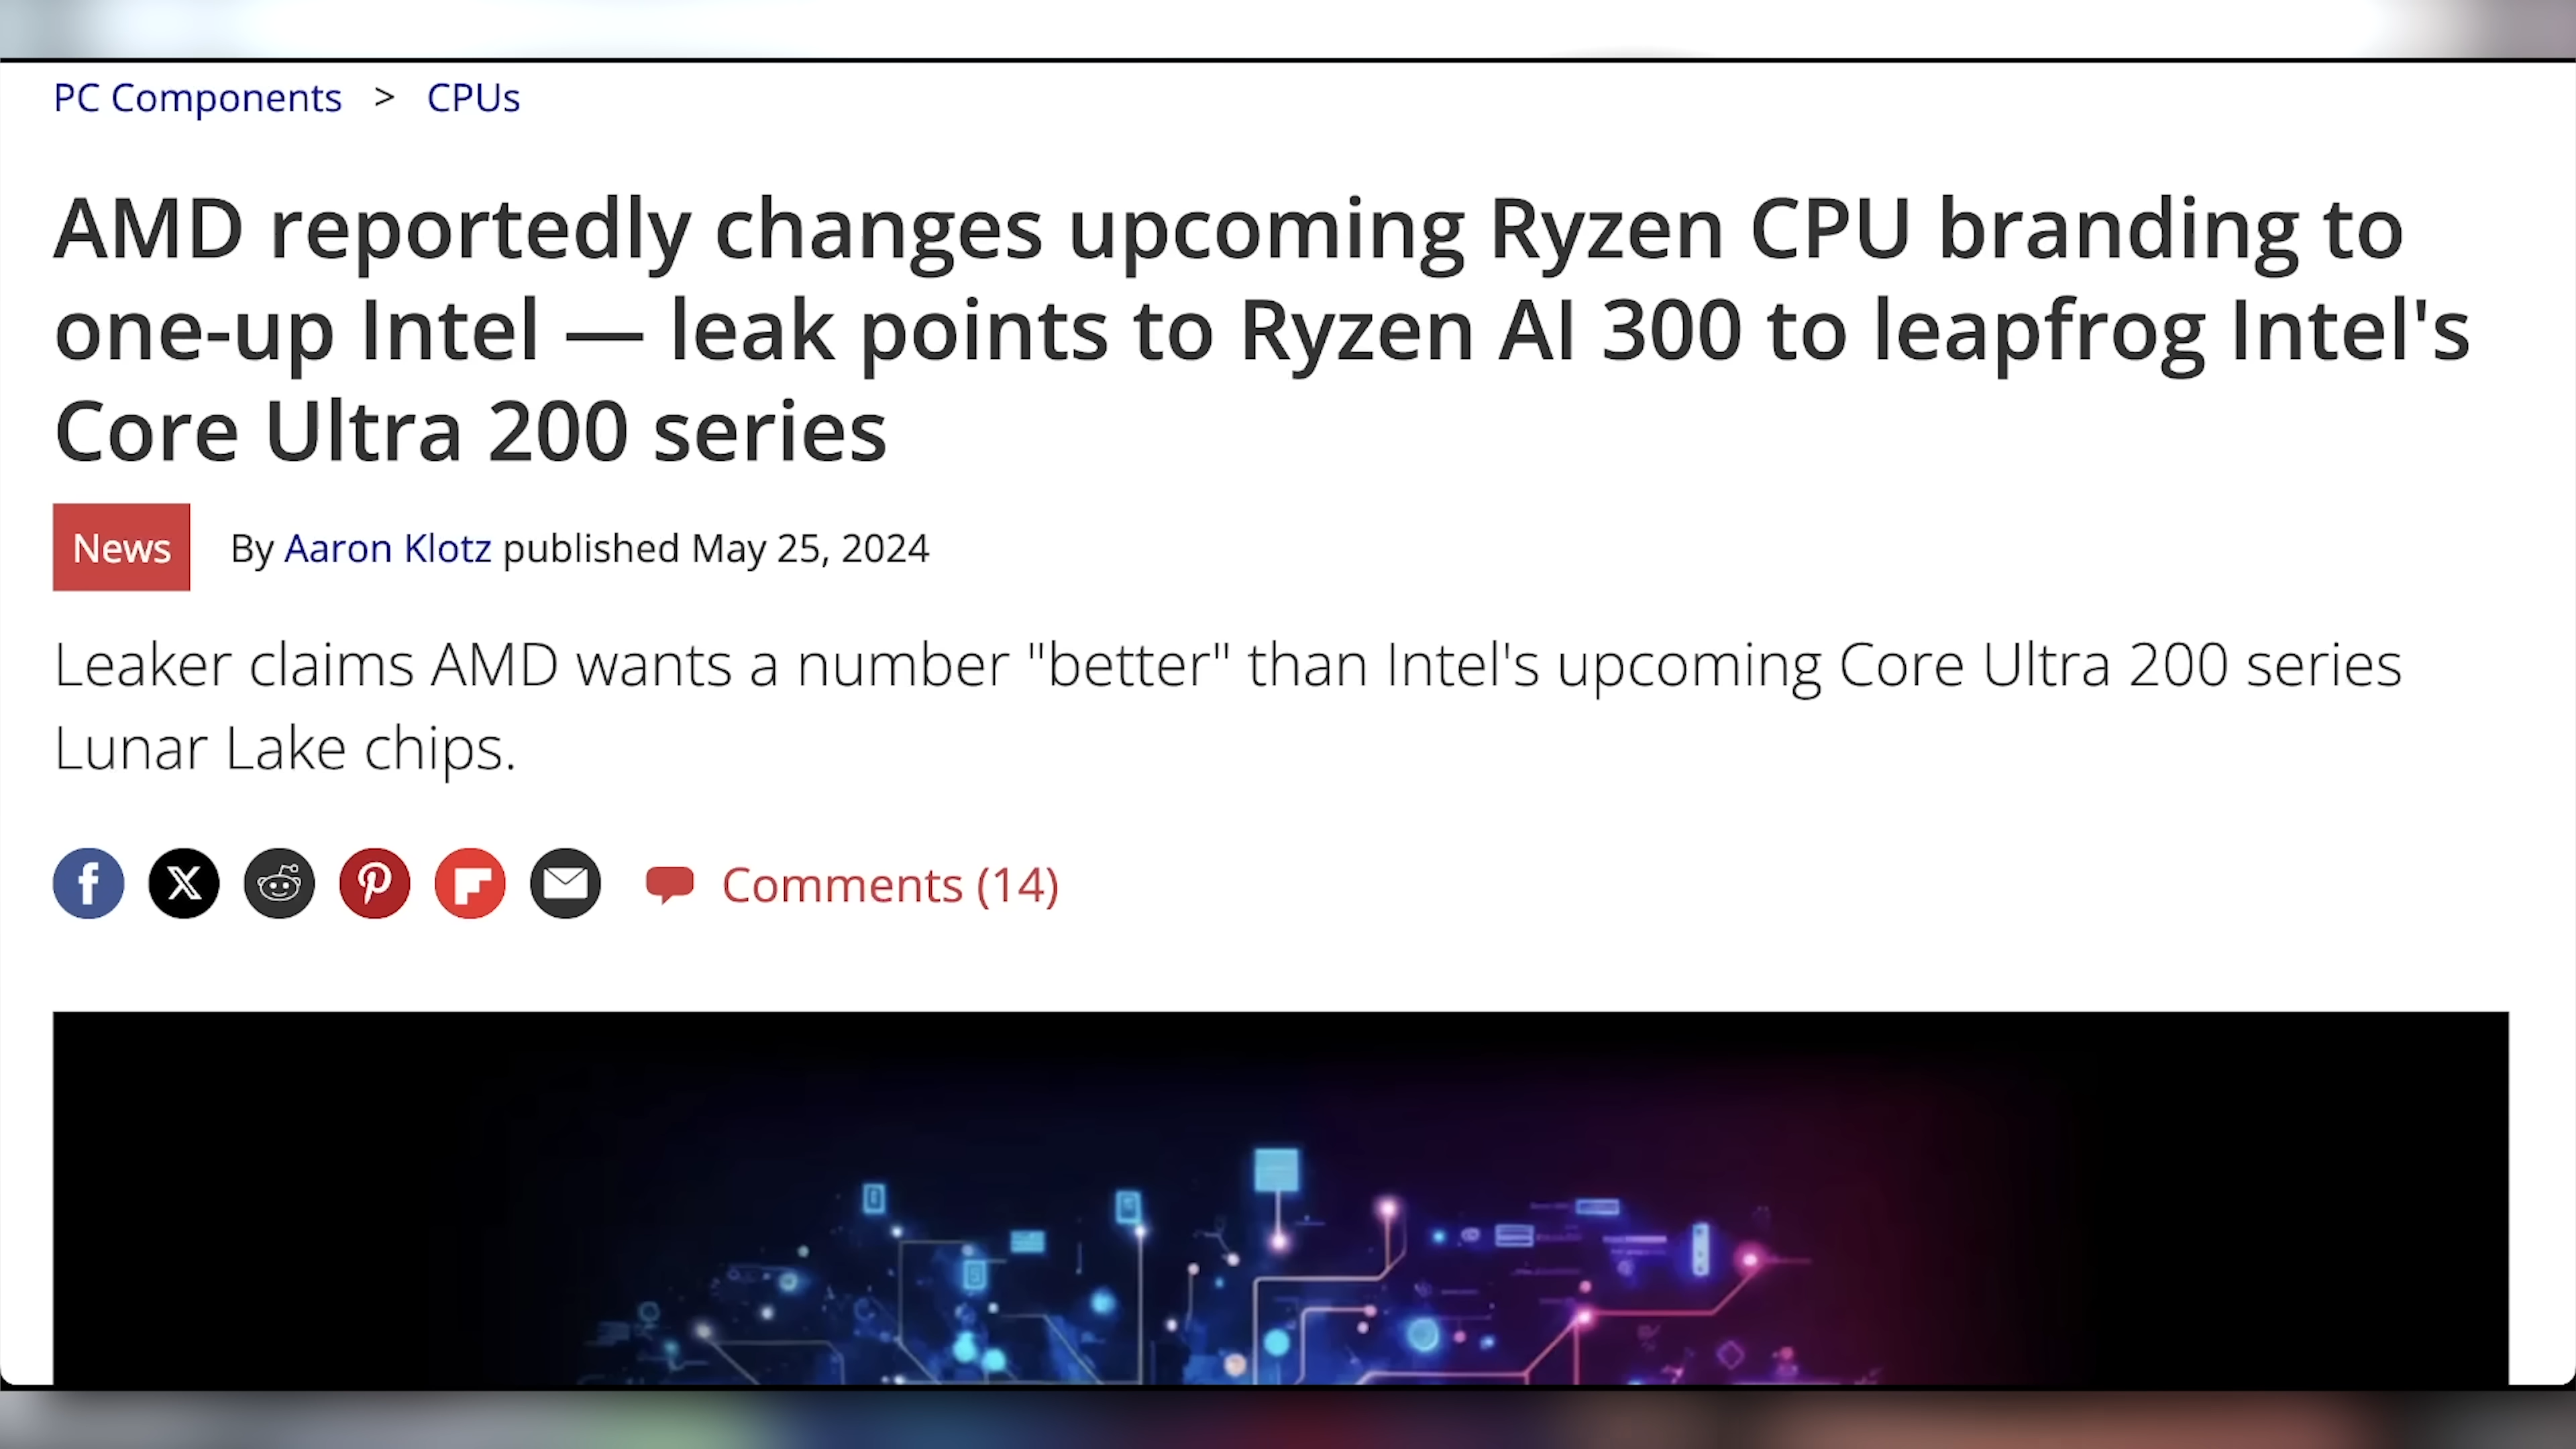 PC Components > CPUs
AMD reportedly changes upcoming Ryzen CPU branding to
one-up Intel — leak points to Ryzen AI 300 to leapfrog Intel's
Core Ultra 200 series
News By Aaron Klotz published May 25, 2024
Leaker claims AMD wants a number "better" than Intel's upcoming Core Ultra 200 series
Lunar Lake chips.
Comments (14)